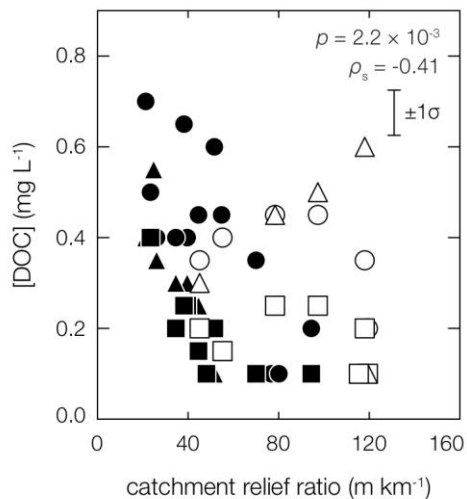 p = 2.2 × 10⁻³
ρₛ = -0.41
±1σ
0.8
0.6
0.4
0.2
0.0
[DOC] (mg L⁻¹)
0 40 80 120 160
catchment relief ratio (m km⁻¹)